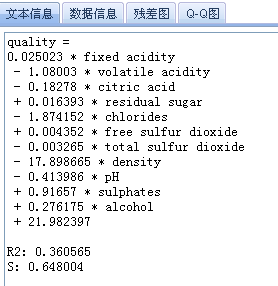 文本信息 数据信息 残差图 Q-Q图
quality =
0.025023 * fixed acidity
- 1.08003 * volatile acidity
- 0.18278 * citric acid
+ 0.016393 * residual sugar
- 1.874152 * chlorides
+ 0.004352 * free sulfur dioxide
- 0.003265 * total sulfur dioxide
- 17.898665 * density
- 0.413986 * pH
+ 0.91657 * sulphates
+ 0.276175 * alcohol
+ 21.982397
R2: 0.360565
S: 0.648004